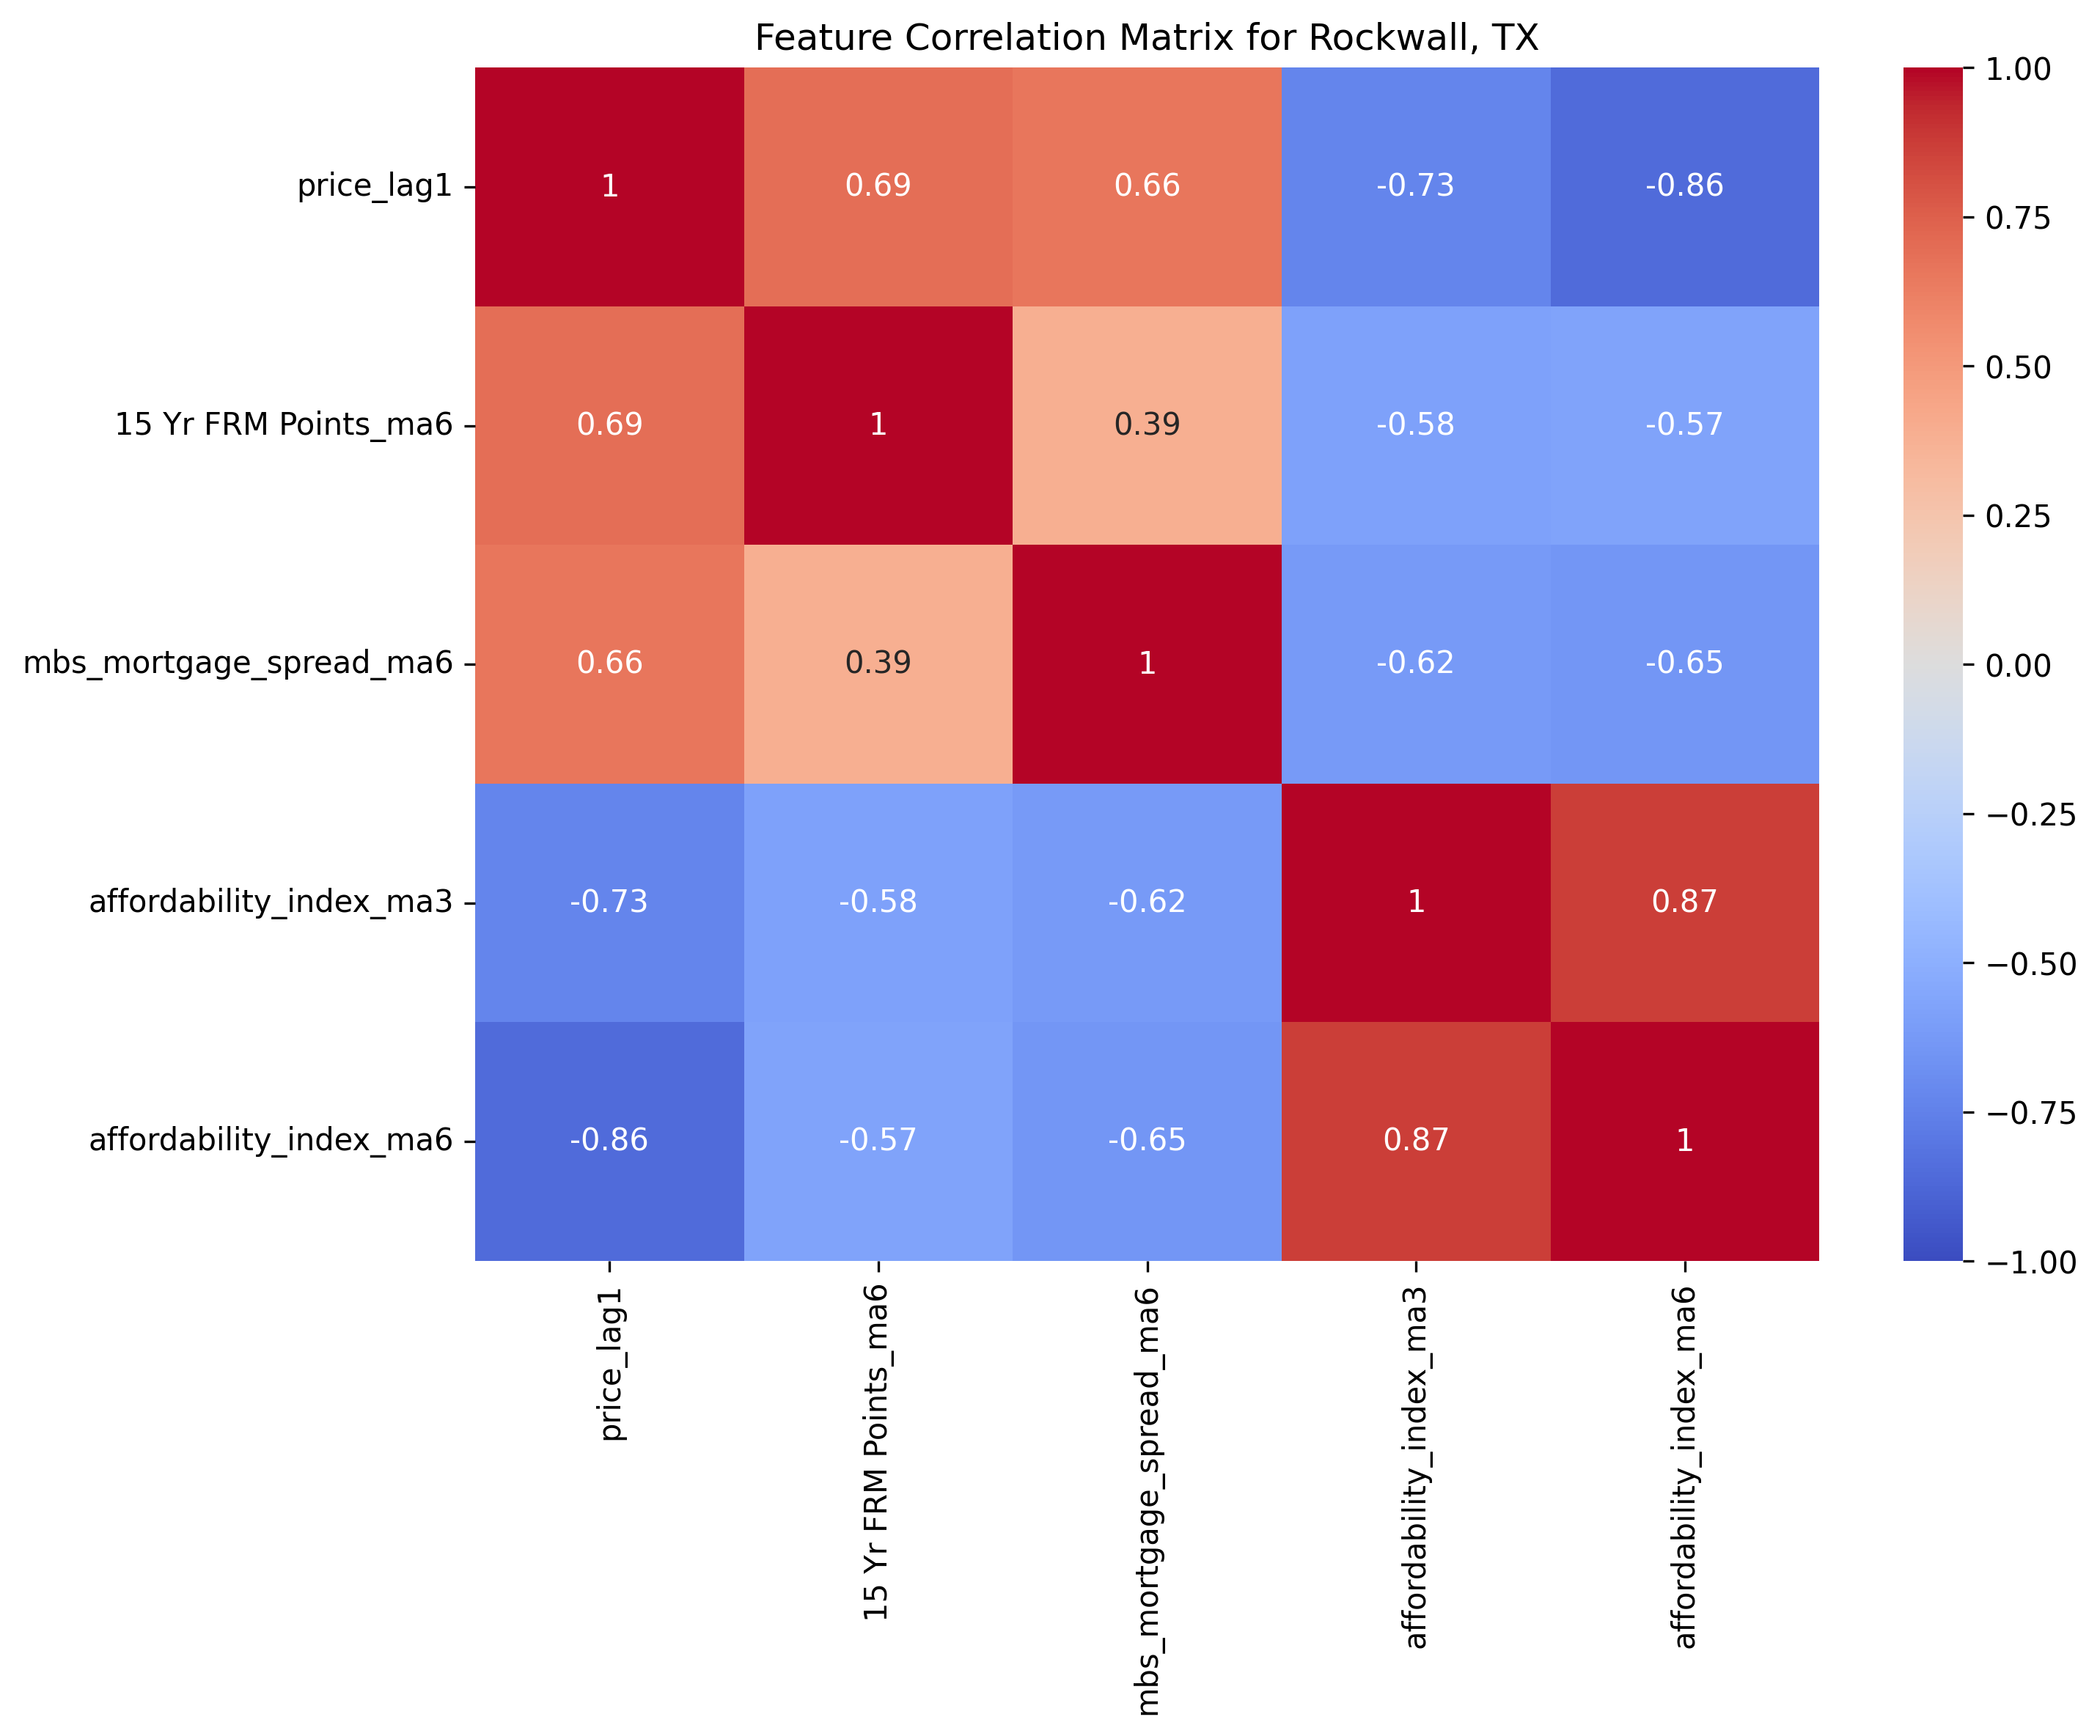 Feature Correlation Matrix for Rockwall, TX
price_lag1
1 0.69 0.66 -0.73 -0.86
15 Yr FRM Points_ma6
0.69 1 0.39 -0.58 -0.57
mbs_mortgage_spread_ma6
0.66 0.39 1 -0.62 -0.65
affordability_index_ma3
-0.73 -0.58 -0.62 1 0.87
affordability_index_ma6
-0.86 -0.57 -0.65 0.87 1
price_lag1
15 Yr FRM Points_ma6
mbs_mortgage_spread_ma6
affordability_index_ma3
affordability_index_ma6
1.00
0.75
0.50
0.25
0.00
−0.25
−0.50
−0.75
−1.00